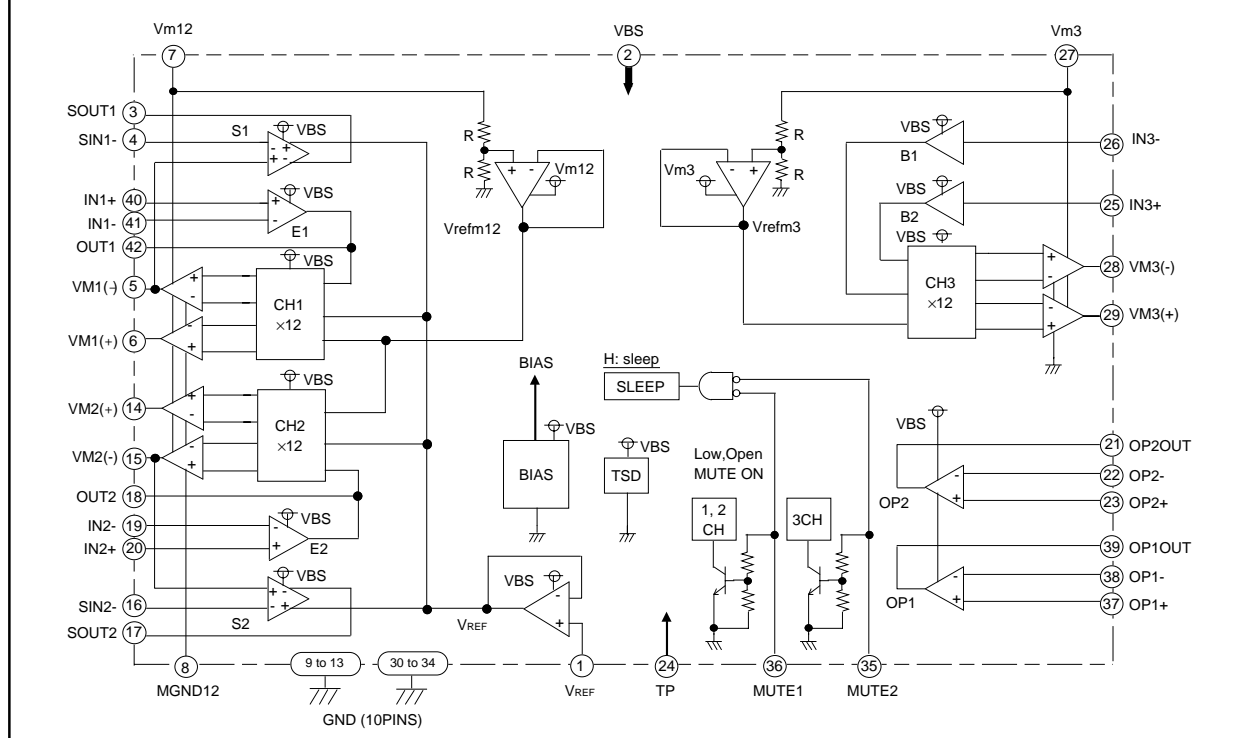 Vm12
VBS
Vm3
7
2
27
SOUT1 3
SIN1- 4
S1
VBS
- +
+ -
R
R
+ -
Vm12
Vrefm12
R
R
- +
Vm3
Vrefm3
VBS
B1
26 IN3-
VBS
B2
25 IN3+
IN1+ 40
IN1- 41
OUT1 42
VBS
+
-
E1
VM1(-) 5
VM1(+) 6
+
-
-
+
VBS
CH1
×12
VBS
CH3
×12
+
-
-
+
28 VM3(-)
29 VM3(+)
VM2(+) 14
VM2(-) 15
+
-
-
+
VBS
CH2
×12
BIAS
VBS
BIAS
VBS
TSD
H: sleep
SLEEP
Low,Open
MUTE ON
1, 2
CH
3CH
OUT2 18
IN2- 19
IN2+ 20
VBS
-
+
E2
SIN2- 16
SOUT2 17
VBS
+ -
- +
S2
VBS
-
+
VREF
VBS
OP2
-
+
21 OP2OUT
22 OP2-
23 OP2+
OP1
-
+
39 OP1OUT
38 OP1-
37 OP1+
8
MGND12
9 to 13
30 to 34
GND (10PINS)
1
VREF
24
TP
36
MUTE1
35
MUTE2